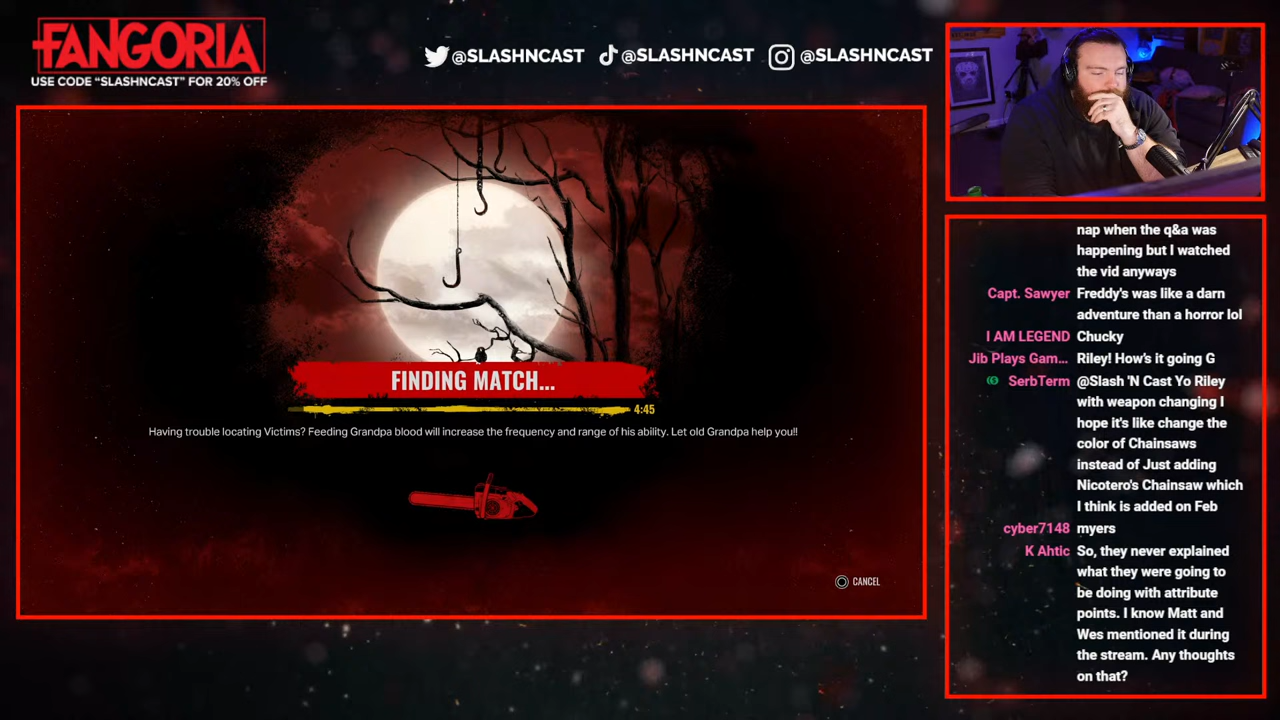 FANGORIA
USE CODE “SLASHNCAST” FOR 20% OFF
@SLASHNCAST @SLASHNCAST @SLASHNCAST
FINDING MATCH...
4:45
Having trouble locating Victims? Feeding Grandpa blood will increase the frequency and range of his ability. Let old Grandpa help you!!
CANCEL
nap when the q&a was
happening but I watched
the vid anyways
Capt. Sawyer Freddy's was like a darn
adventure than a horror lol
I AM LEGEND Chucky
Jib Plays Gam... Riley! How's it going G
SerbTerm @Slash 'N Cast Yo Riley
with weapon changing I
hope it's like change the
color of Chainsaws
instead of Just adding
Nicotero's Chainsaw which
I think is added on Feb
cyber7148 myers
K Ahtic So, they never explained
what they were going to
be doing with attribute
points. I know Matt and
Wes mentioned it during
the stream. Any thoughts
on that?